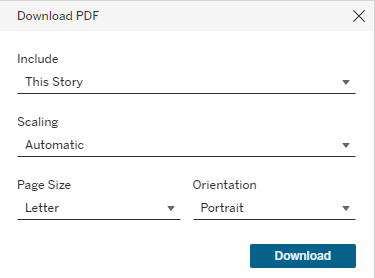 Download PDF
Include
This Story
Scaling
Automatic
Page Size
Orientation
Letter
Portrait
Download